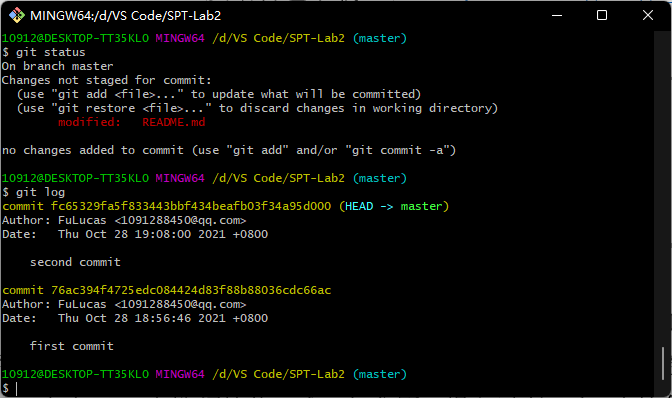 MINGW64:/d/VS Code/SPT-Lab2
10912@DESKTOP-TT35KLO MINGW64 /d/VS Code/SPT-Lab2 (master)
$ git status
On branch master
Changes not staged for commit:
  (use "git add <file>..." to update what will be committed)
  (use "git restore <file>..." to discard changes in working directory)
        modified:   README.md

no changes added to commit (use "git add" and/or "git commit -a")

10912@DESKTOP-TT35KLO MINGW64 /d/VS Code/SPT-Lab2 (master)
$ git log
commit fc65329fa5f833443bbf434beafb03f34a95d000 (HEAD -> master)
Author: FuLucas <1091288450@qq.com>
Date:   Thu Oct 28 19:08:00 2021 +0800

    second commit

commit 76ac394f4725edc084424d83f88b88036cdc66ac
Author: FuLucas <1091288450@qq.com>
Date:   Thu Oct 28 18:56:46 2021 +0800

    first commit

10912@DESKTOP-TT35KLO MINGW64 /d/VS Code/SPT-Lab2 (master)
$